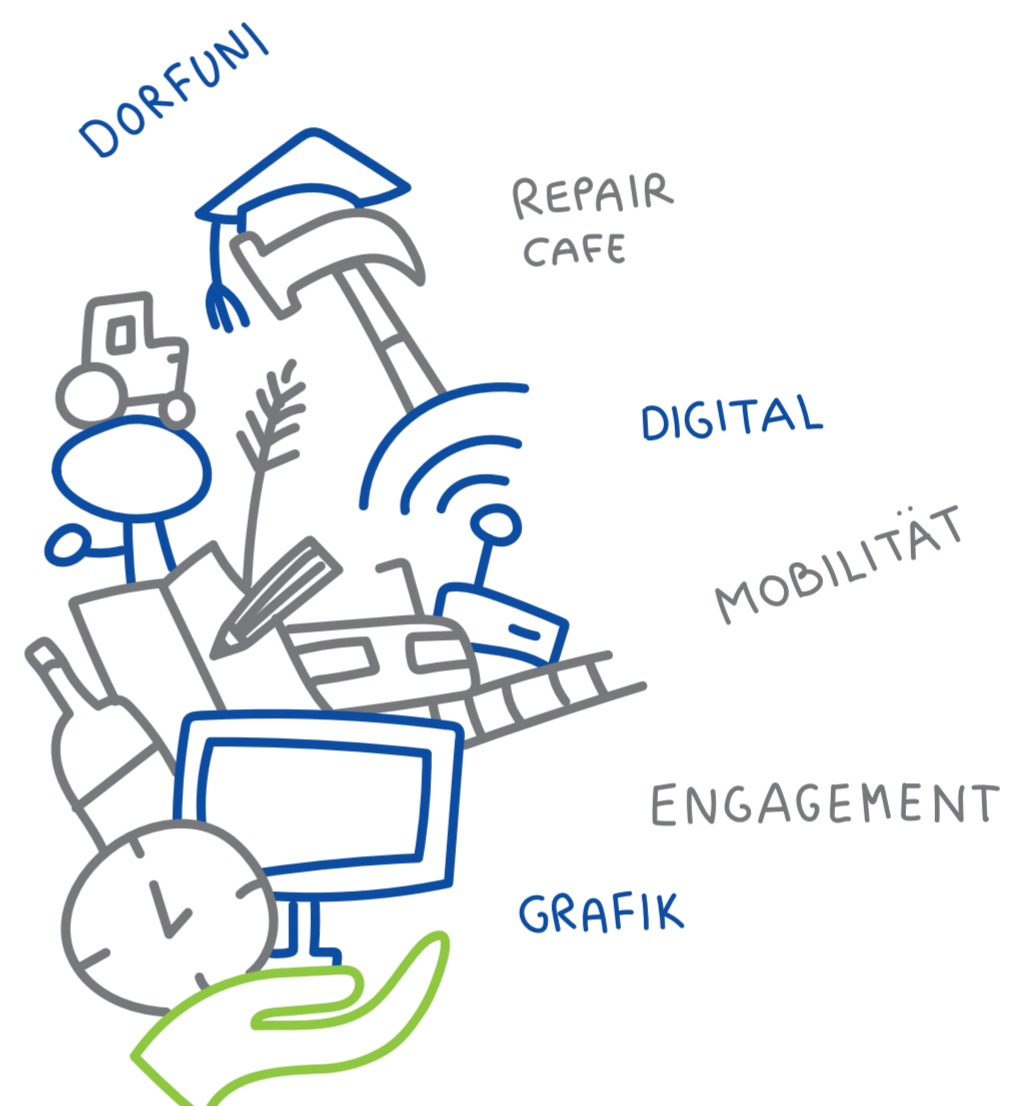 DORFUNI
REPAIR
CAFE
DIGITAL
MOBILITÄT
ENGAGEMENT
GRAFIK